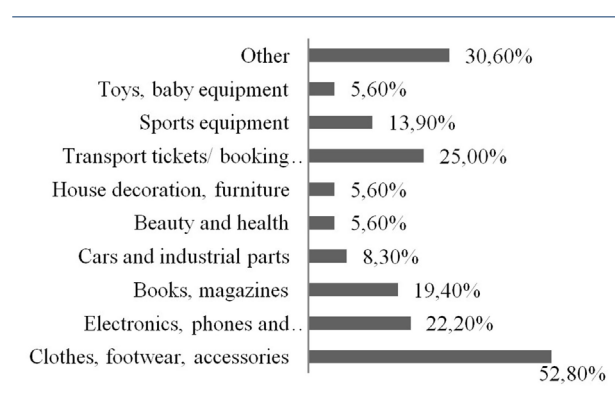 Other 30,60%
Toys, baby equipment 5,60%
Sports equipment 13,90%
Transport tickets/ booking.. 25,00%
House decoration, furniture 5,60%
Beauty and health 5,60%
Cars and industrial parts 8,30%
Books, magazines 19,40%
Electronics, phones and.. 22,20%
Clothes, footwear, accessories 52,80%